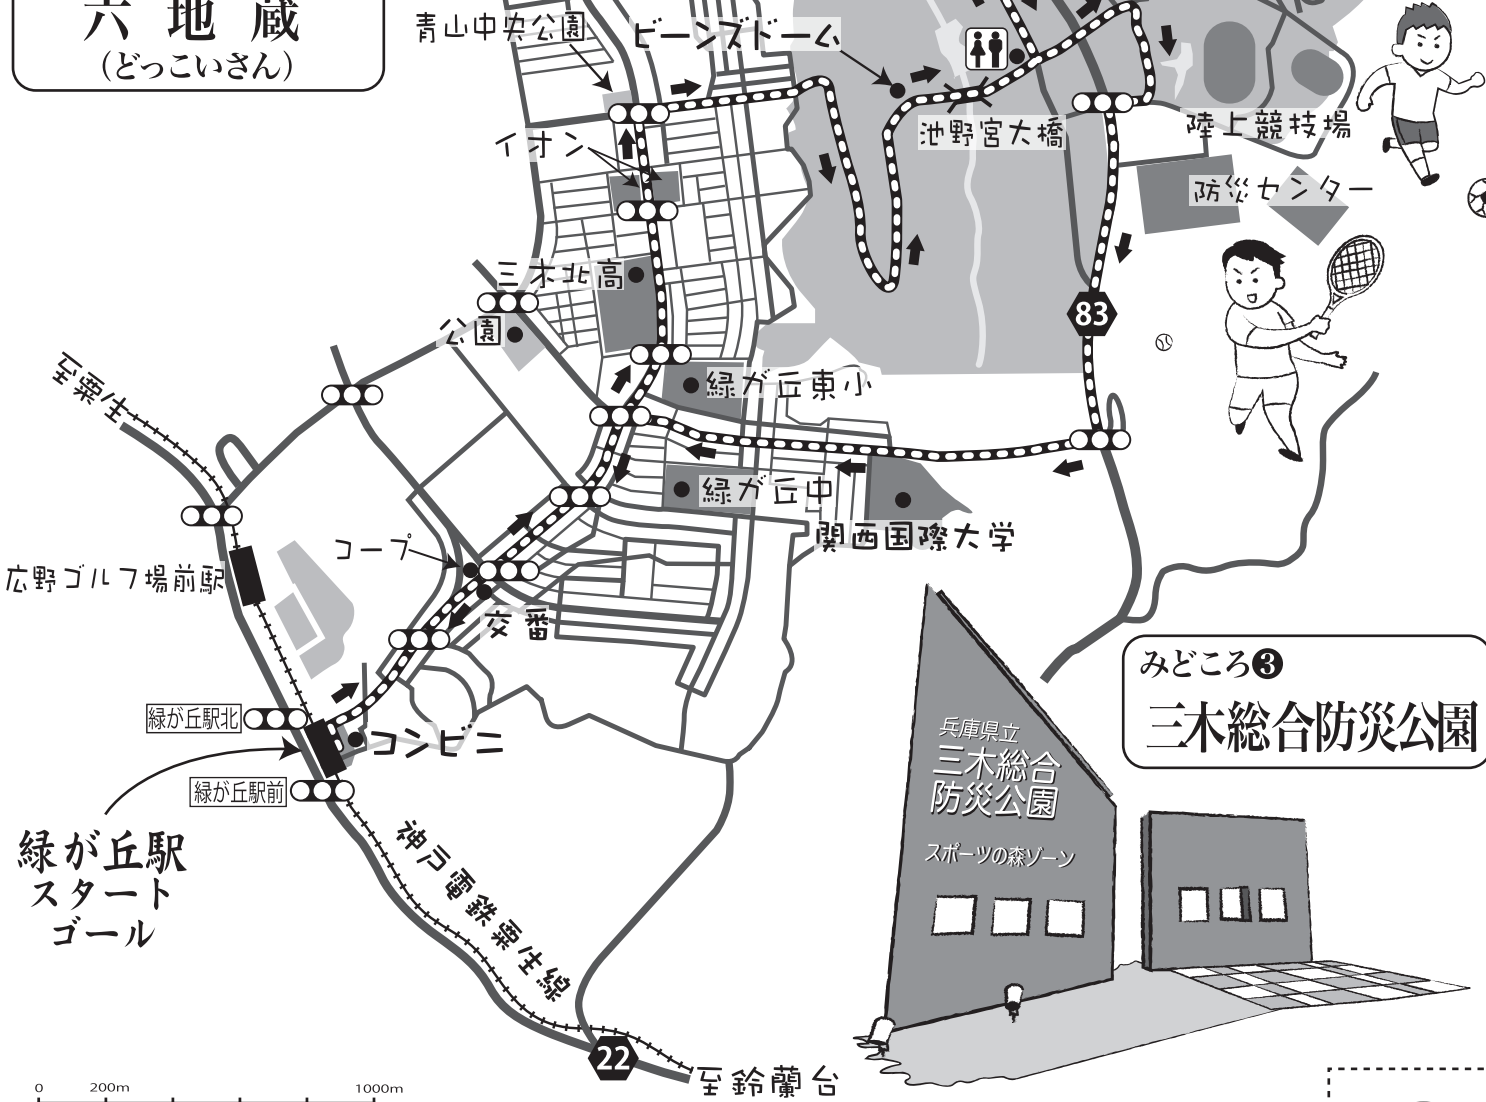 六地蔵
(どっこいさん)
青山中央公園
ビーンズドーム
イオン
池野宮大橋
陸上競技場
防災センター
三木北高
公園
83
至粟生
緑が丘東小
緑が丘中
関西国際大学
コープ
広野ゴルフ場前駅
交番
みどころ❸
三木総合防災公園
緑が丘駅北
コンビニ
緑が丘駅前
兵庫県立
三木総合
防災公園
スポーツの森ゾーン
緑が丘駅
スタート
ゴール
神戸電鉄粟生線
22
至鈴蘭台
0 200m 1000m